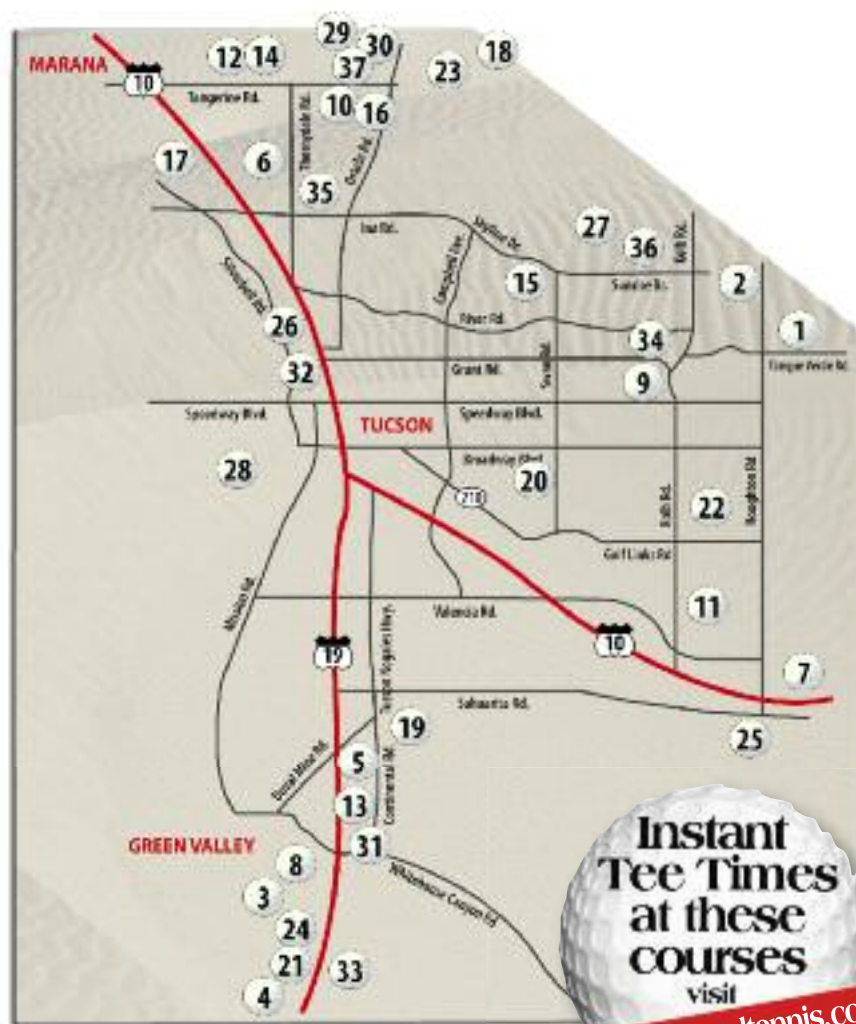 29
30
18
12 14
37
23
MARANA
10
Tangerine Rd.
Thornydale Rd.
10 16
17
6
Oracle Rd.
35
Ina Rd.
Skyline Dr.
27
36
Kolb Rd.
Silverbell Rd.
Campbell Ave.
15
Sunrise Dr.
2
26
River Rd.
34
1
32
Grant Rd.
9
Tanque Verde Rd.
Speedway Blvd.
TUCSON
Speedway Blvd.
28
Broadway Blvd.
20
210
Kolb Rd.
22
Houghton Rd
Golf Links Rd
Mission Rd.
Valencia Rd.
11
19
10
Tucson Nogales Hwy.
7
Sahuarita Rd.
19
25
Duval Mine Rd.
5
Continental Rd.
13
GREEN VALLEY
31
8
Whitehouse Canyon Rd
3
24
21
33
4
Instant
Tee Times
at these
courses
visit